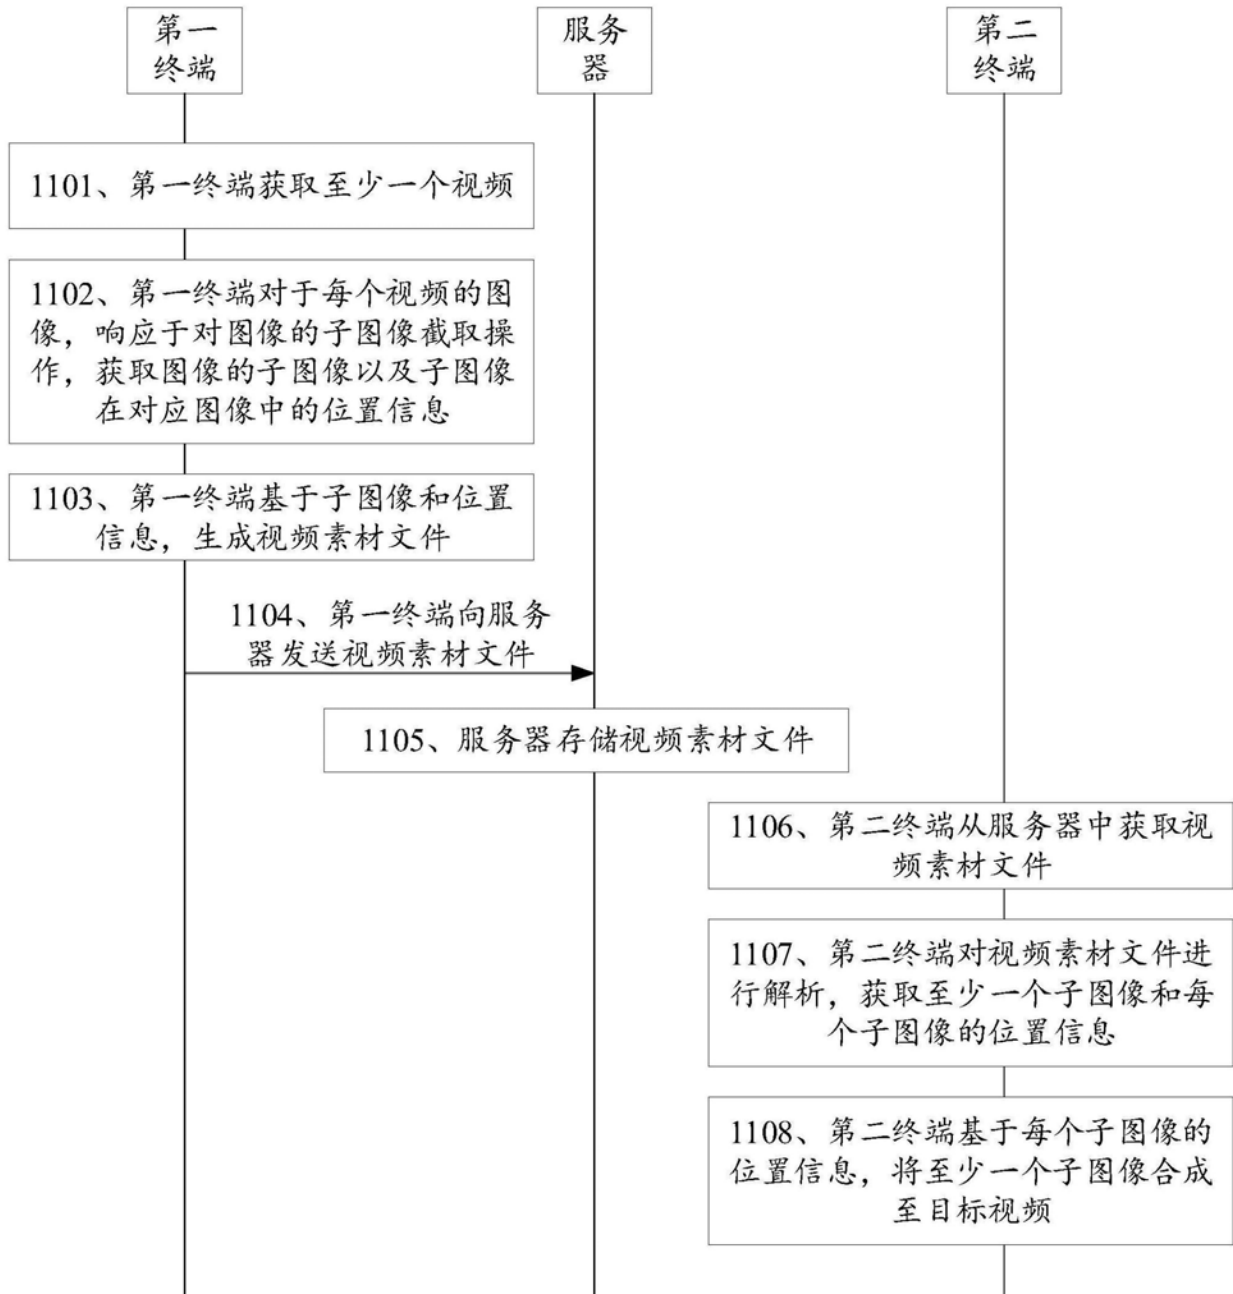 第一
终端
服务
器
第二
终端
1101、第一终端获取至少一个视频
1102、第一终端对于每个视频的图
像，响应于对图像的子图像截取操
作，获取图像的子图像以及子图像
在对应图像中的位置信息
1103、第一终端基于子图像和位置
信息，生成视频素材文件
1104、第一终端向服务
器发送视频素材文件
1105、服务器存储视频素材文件
1106、第二终端从服务器中获取视
频素材文件
1107、第二终端对视频素材文件进
行解析，获取至少一个子图像和每
个子图像的位置信息
1108、第二终端基于每个子图像的
位置信息，将至少一个子图像合成
至目标视频